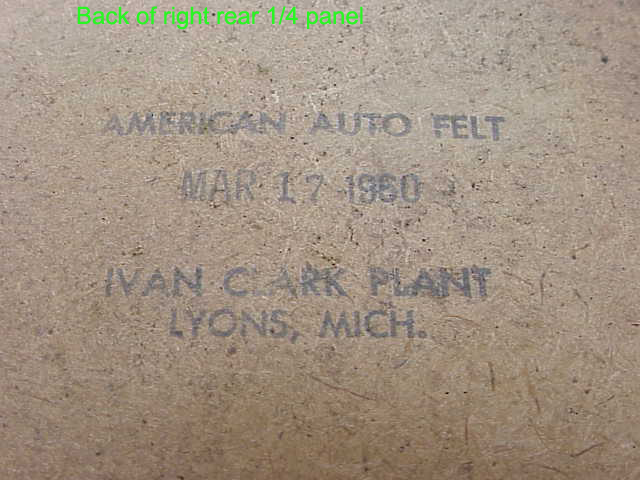 Back of right rear 1/4 panel
AMERICAN AUTO FELT
MAR 17 1960
IVAN CLARK PLANT
LYONS, MICH.